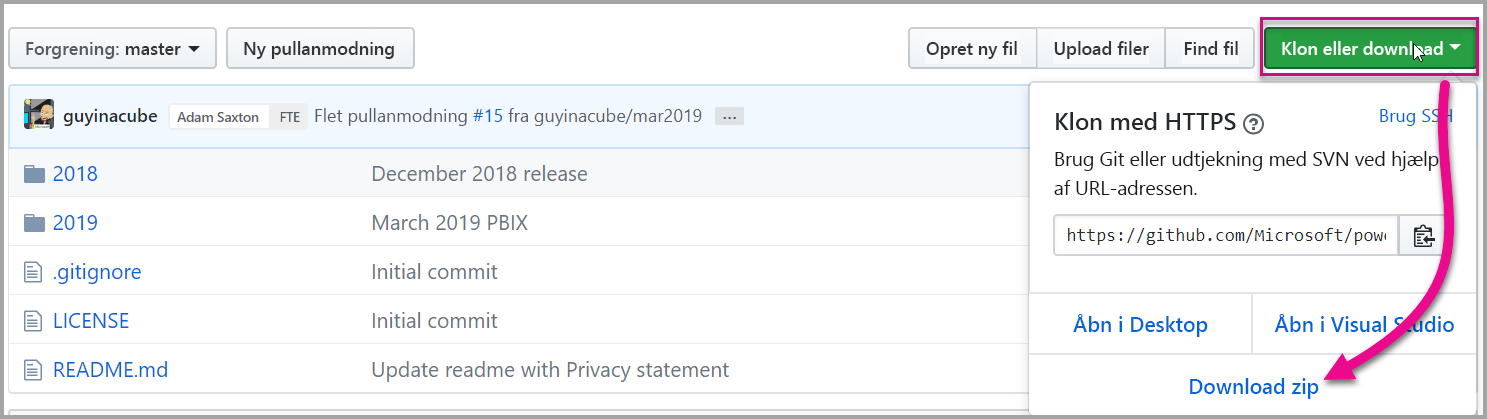 Forgrening: master
Ny pullanmodning
Opret ny fil
Upload filer
Find fil
Klon eller download
guyinacube
Adam Saxton
FTE
Flet pullanmodning #15 fra guyinacube/mar2019
...
2018
December 2018 release
2019
March 2019 PBIX
.gitignore
Initial commit
LICENSE
Initial commit
README.md
Update readme with Privacy statement
Klon med HTTPS
Brug SSH
Brug Git eller udtjekning med SVN ved hjælp
af URL-adressen.
https://github.com/Microsoft/powe
Åbn i Desktop
Åbn i Visual Studio
Download zip